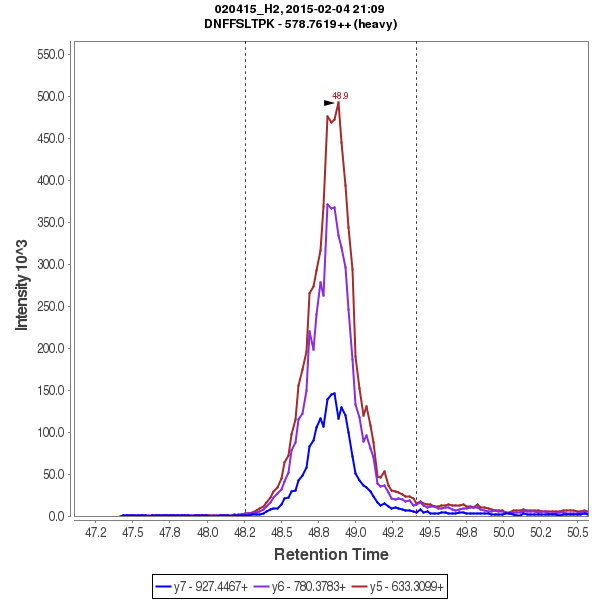 020415_H2, 2015-02-04 21:09
DNFFSLTPK - 578.7619++ (heavy)
550.0
500.0
450.0
400.0
350.0
300.0
250.0
200.0
150.0
100.0
50.0
0.0
Intensity 10^3
48.9
47.2 47.5 47.8 48.0 48.2 48.5 48.8 49.0 49.2 49.5 49.8 50.0 50.2 50.5
Retention Time
y7 - 927.4467+ y6 - 780.3783+ y5 - 633.3099+